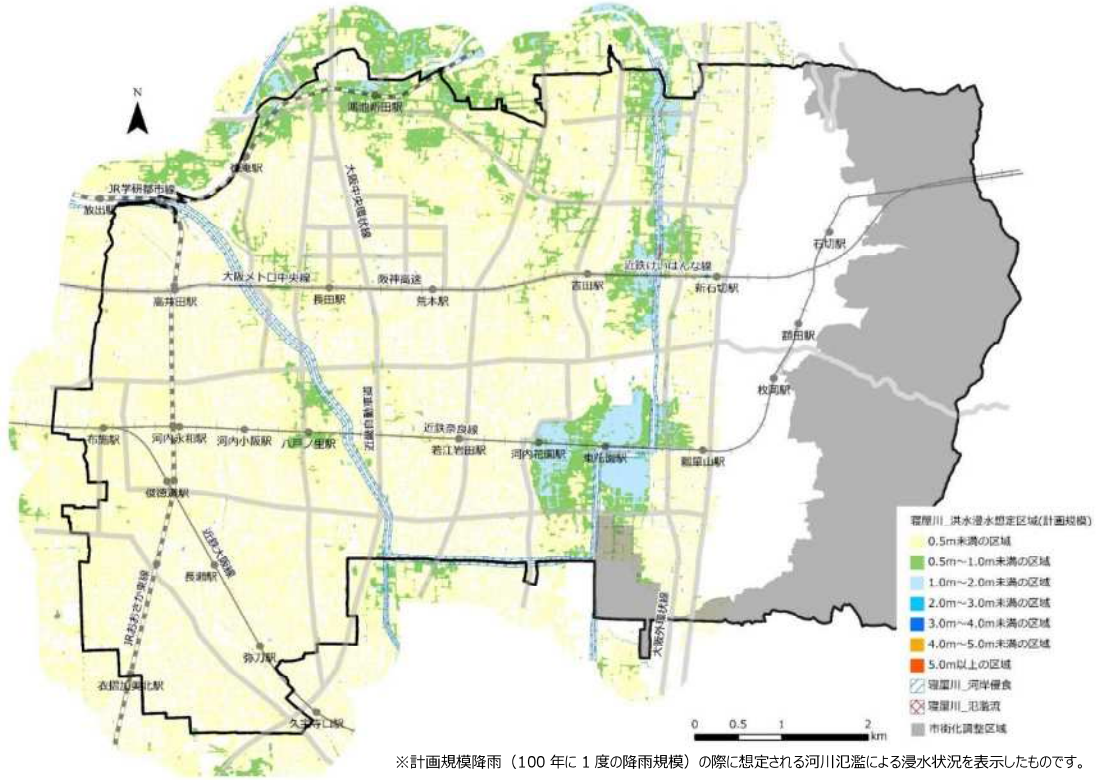 N
鴻池新田駅
徳庵駅
JR学研都市線
放出駅
大阪中央環状線
石切駅
大阪メトロ中央線
阪神高速
近鉄けいはんな線
高井田駅
長田駅
荒本駅
吉田駅
新石切駅
額田駅
枚岡駅
近畿自動車道
布施駅
河内永和駅
河内小阪駅
八戸ノ里駅
近鉄奈良線
若江岩田駅
河内花園駅
東花園駅
瓢箪山駅
俊徳道駅
近鉄大阪線
長瀬駅
JRおおさか東線
弥刀駅
衣摺加美北駅
久宝寺口駅
大阪外環状線
寝屋川_洪水浸水想定区域(計画規模)
0.5m未満の区域
0.5m～1.0m未満の区域
1.0m～2.0m未満の区域
2.0m～3.0m未満の区域
3.0m～4.0m未満の区域
4.0m～5.0m未満の区域
5.0m以上の区域
寝屋川_河岸侵食
寝屋川_氾濫流
市街化調整区域
0 0.5 1 2
km
※計画規模降雨（100 年に 1 度の降雨規模）の際に想定される河川氾濫による浸水状況を表示したものです。